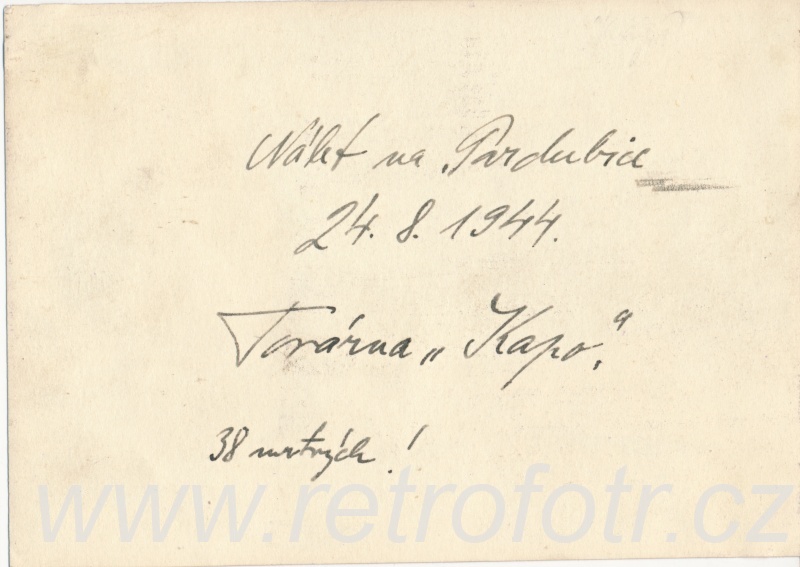 Nálet na Pardubice
24. 8. 1944.
Továrna „Kapo."
38 mrtvých!
www.retrofotr.cz